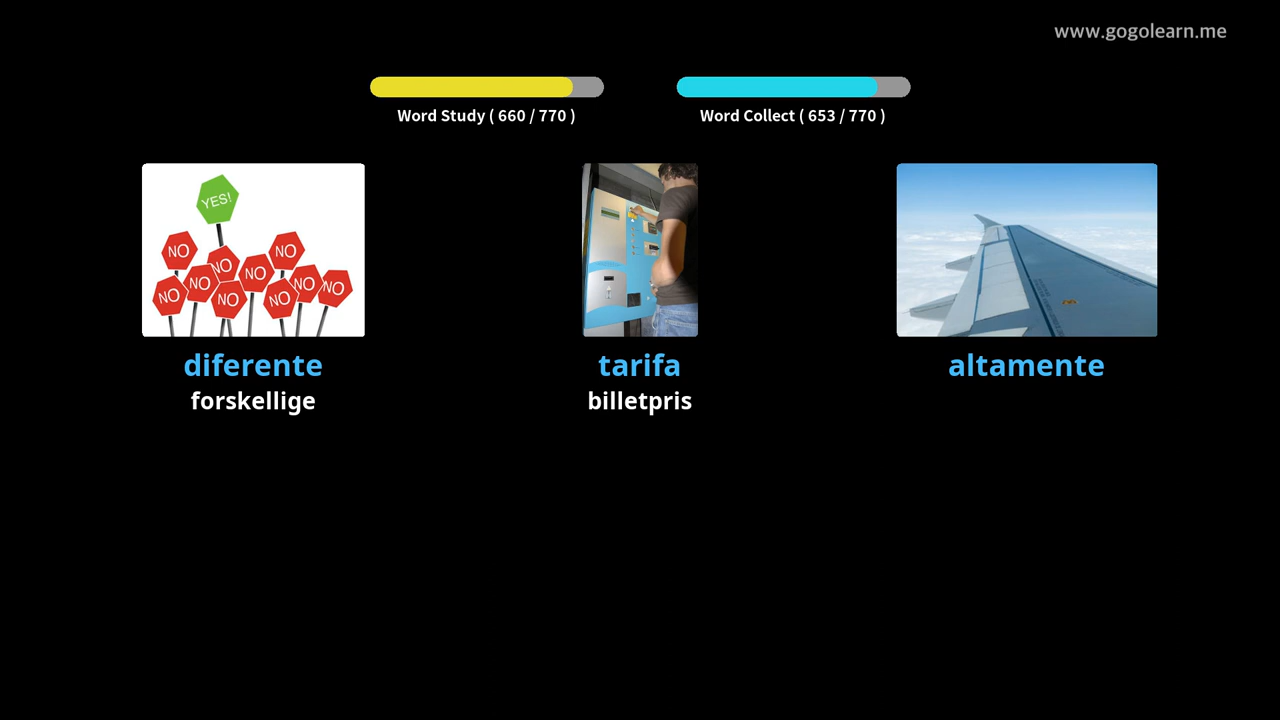 www.gogolearn.me
Word Study ( 660 / 770 )
Word Collect ( 653 / 770 )
YES!
NO
NO
NO
NO
NO
NO
NO
NO
NO
NO
diferente
tarifa
altamente
forskellige
billetpris